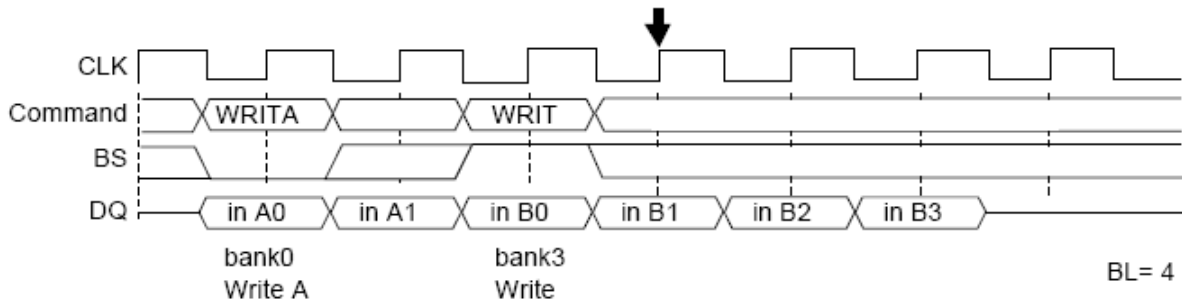 CLK
Command WRITA WRIT
BS
DQ in A0 in A1 in B0 in B1 in B2 in B3
bank0 bank3
Write A Write BL= 4